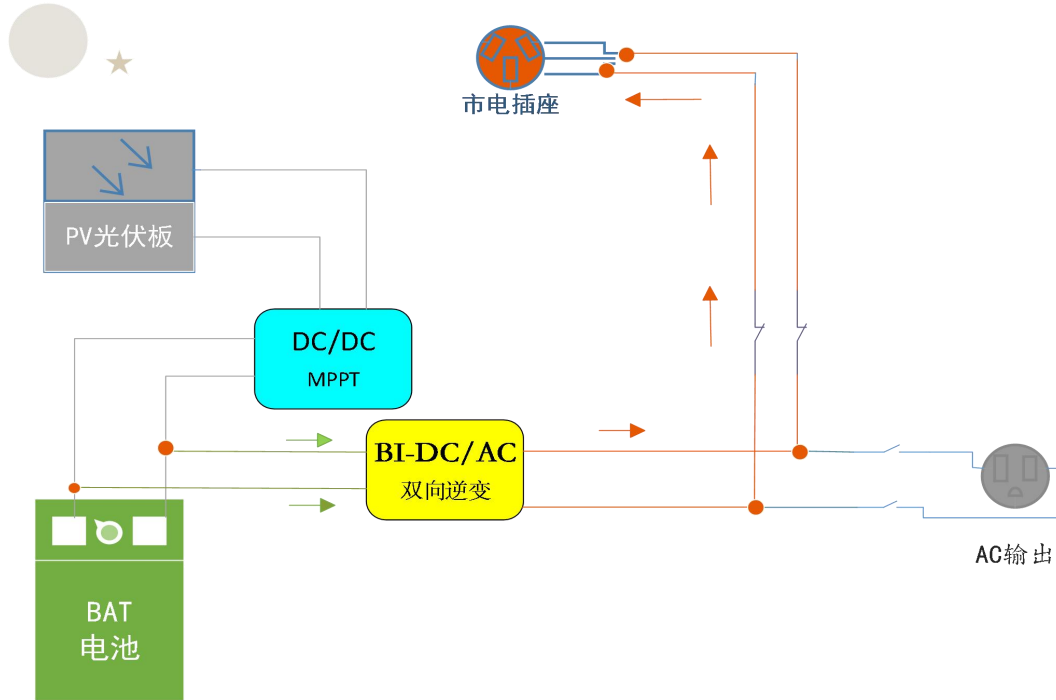 市电插座
PV光伏板
DC/DC
MPPT
BI-DC/AC
双向逆变
AC输出
BAT
电池